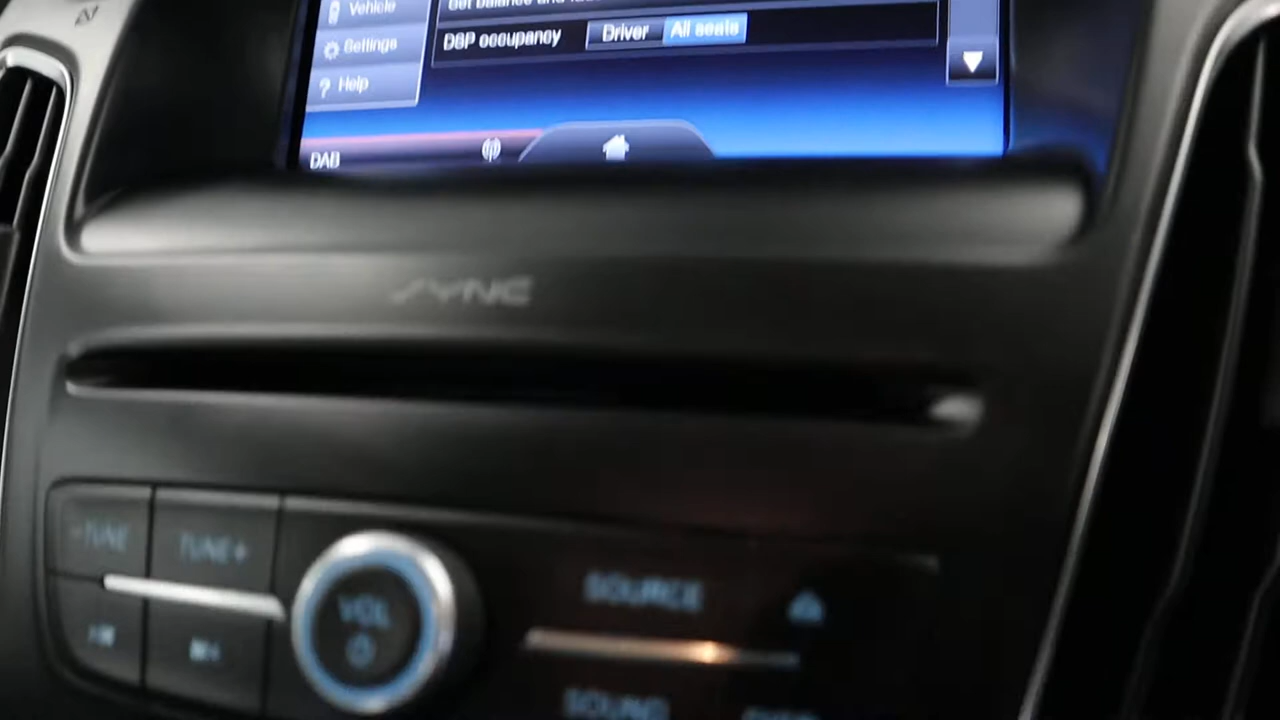 Vehicle
Settings
DSP occupancy Driver All seats
? Help
DAB
SYNC
-TUNE TUNE+
VOL
SOURCE
SOUND